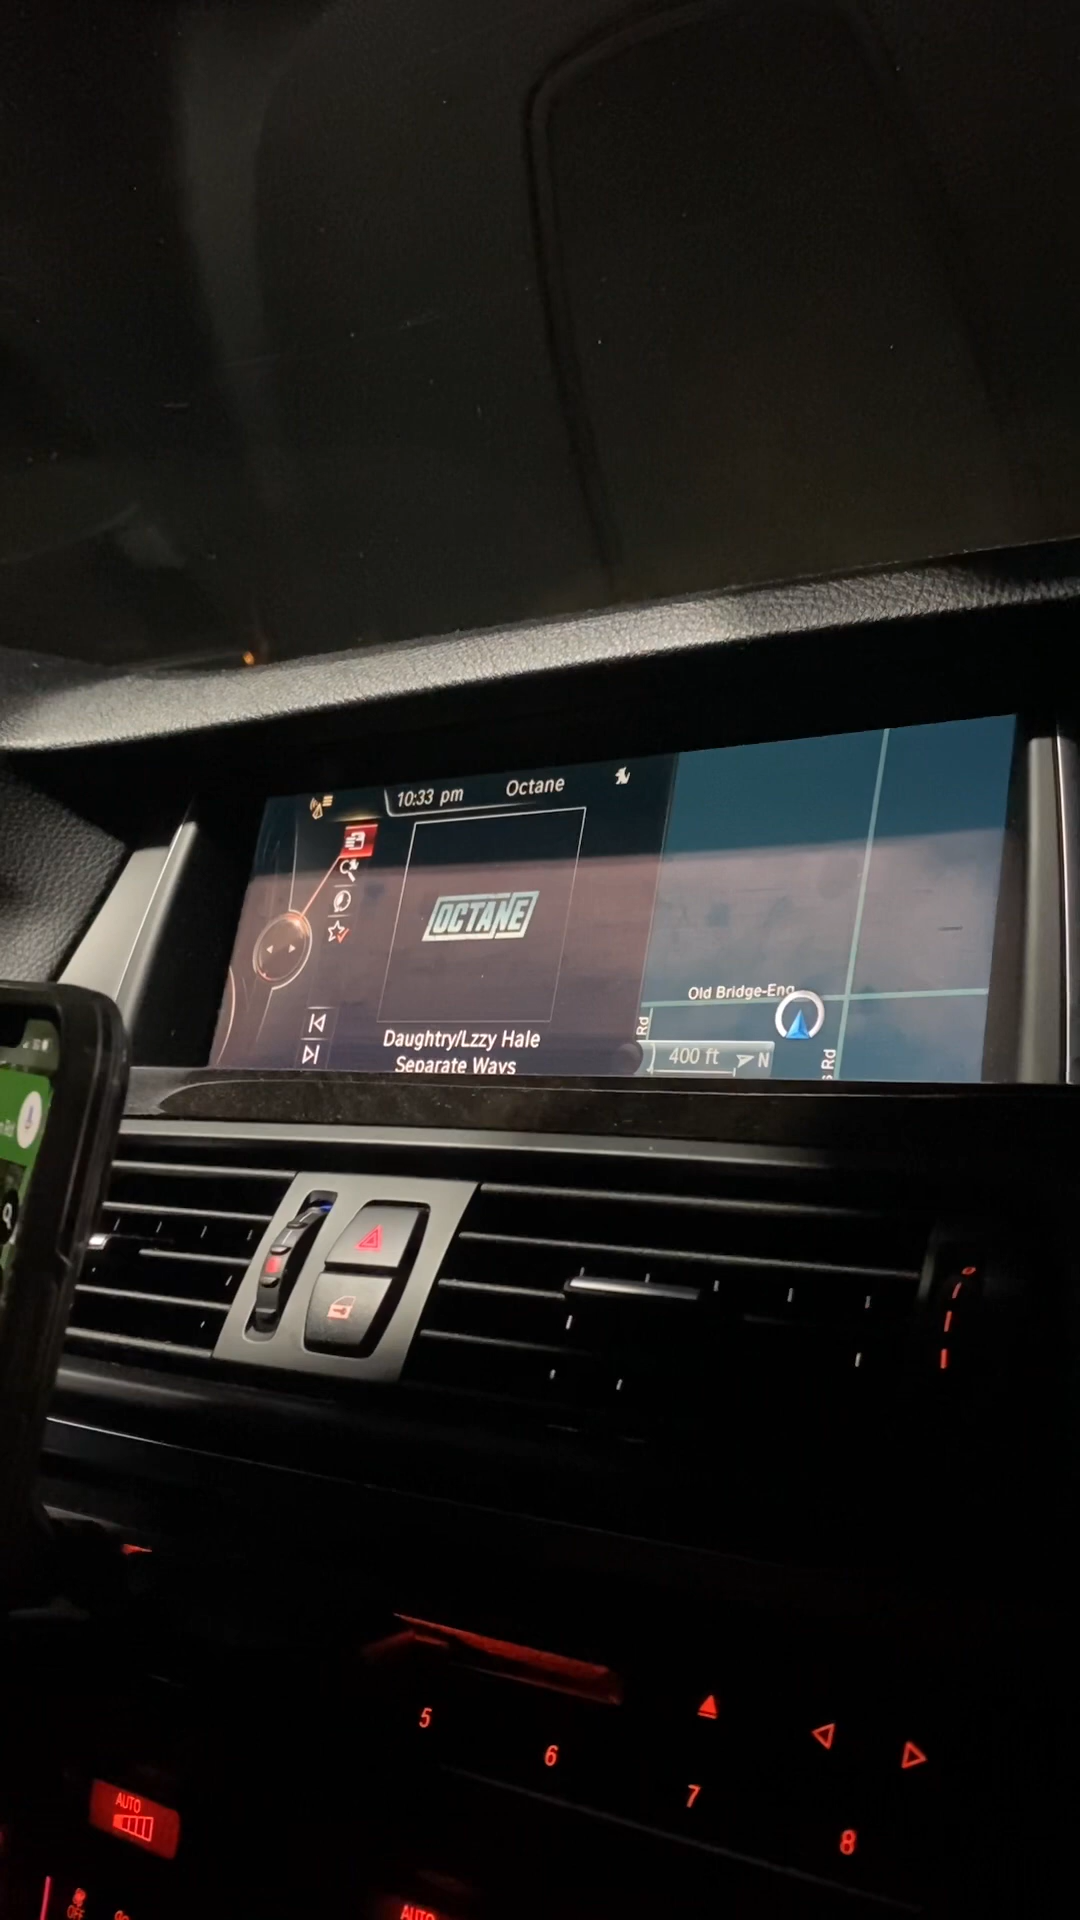 10:33 pm
Octane
OCTANE
Daughtry/Lzzy Hale
Separate Ways
Old Bridge-Eng
Rd
400 ft
N
s Rd
5
6
7
8
AUTO
OFF
AUTO